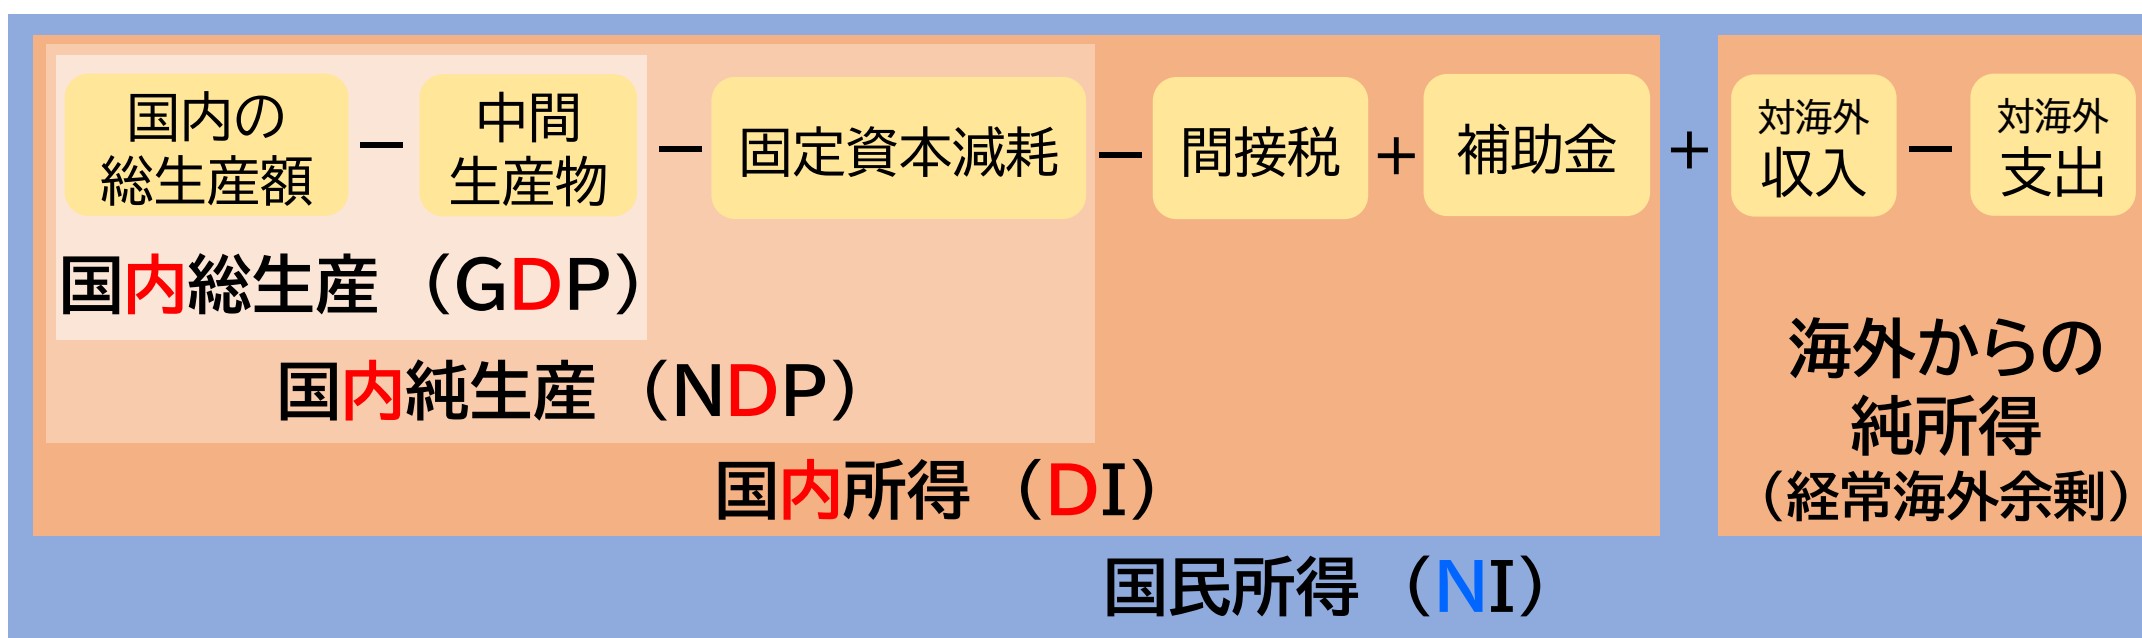 国内の
総生産額
－
中間
生産物
－
固定資本減耗
－
間接税
＋
補助金
＋
対海外
収入
－
対海外
支出
国内総生産（GDP）
国内純生産（NDP）
国内所得（DI）
海外からの
純所得
（経常海外余剰）
国民所得（NI）